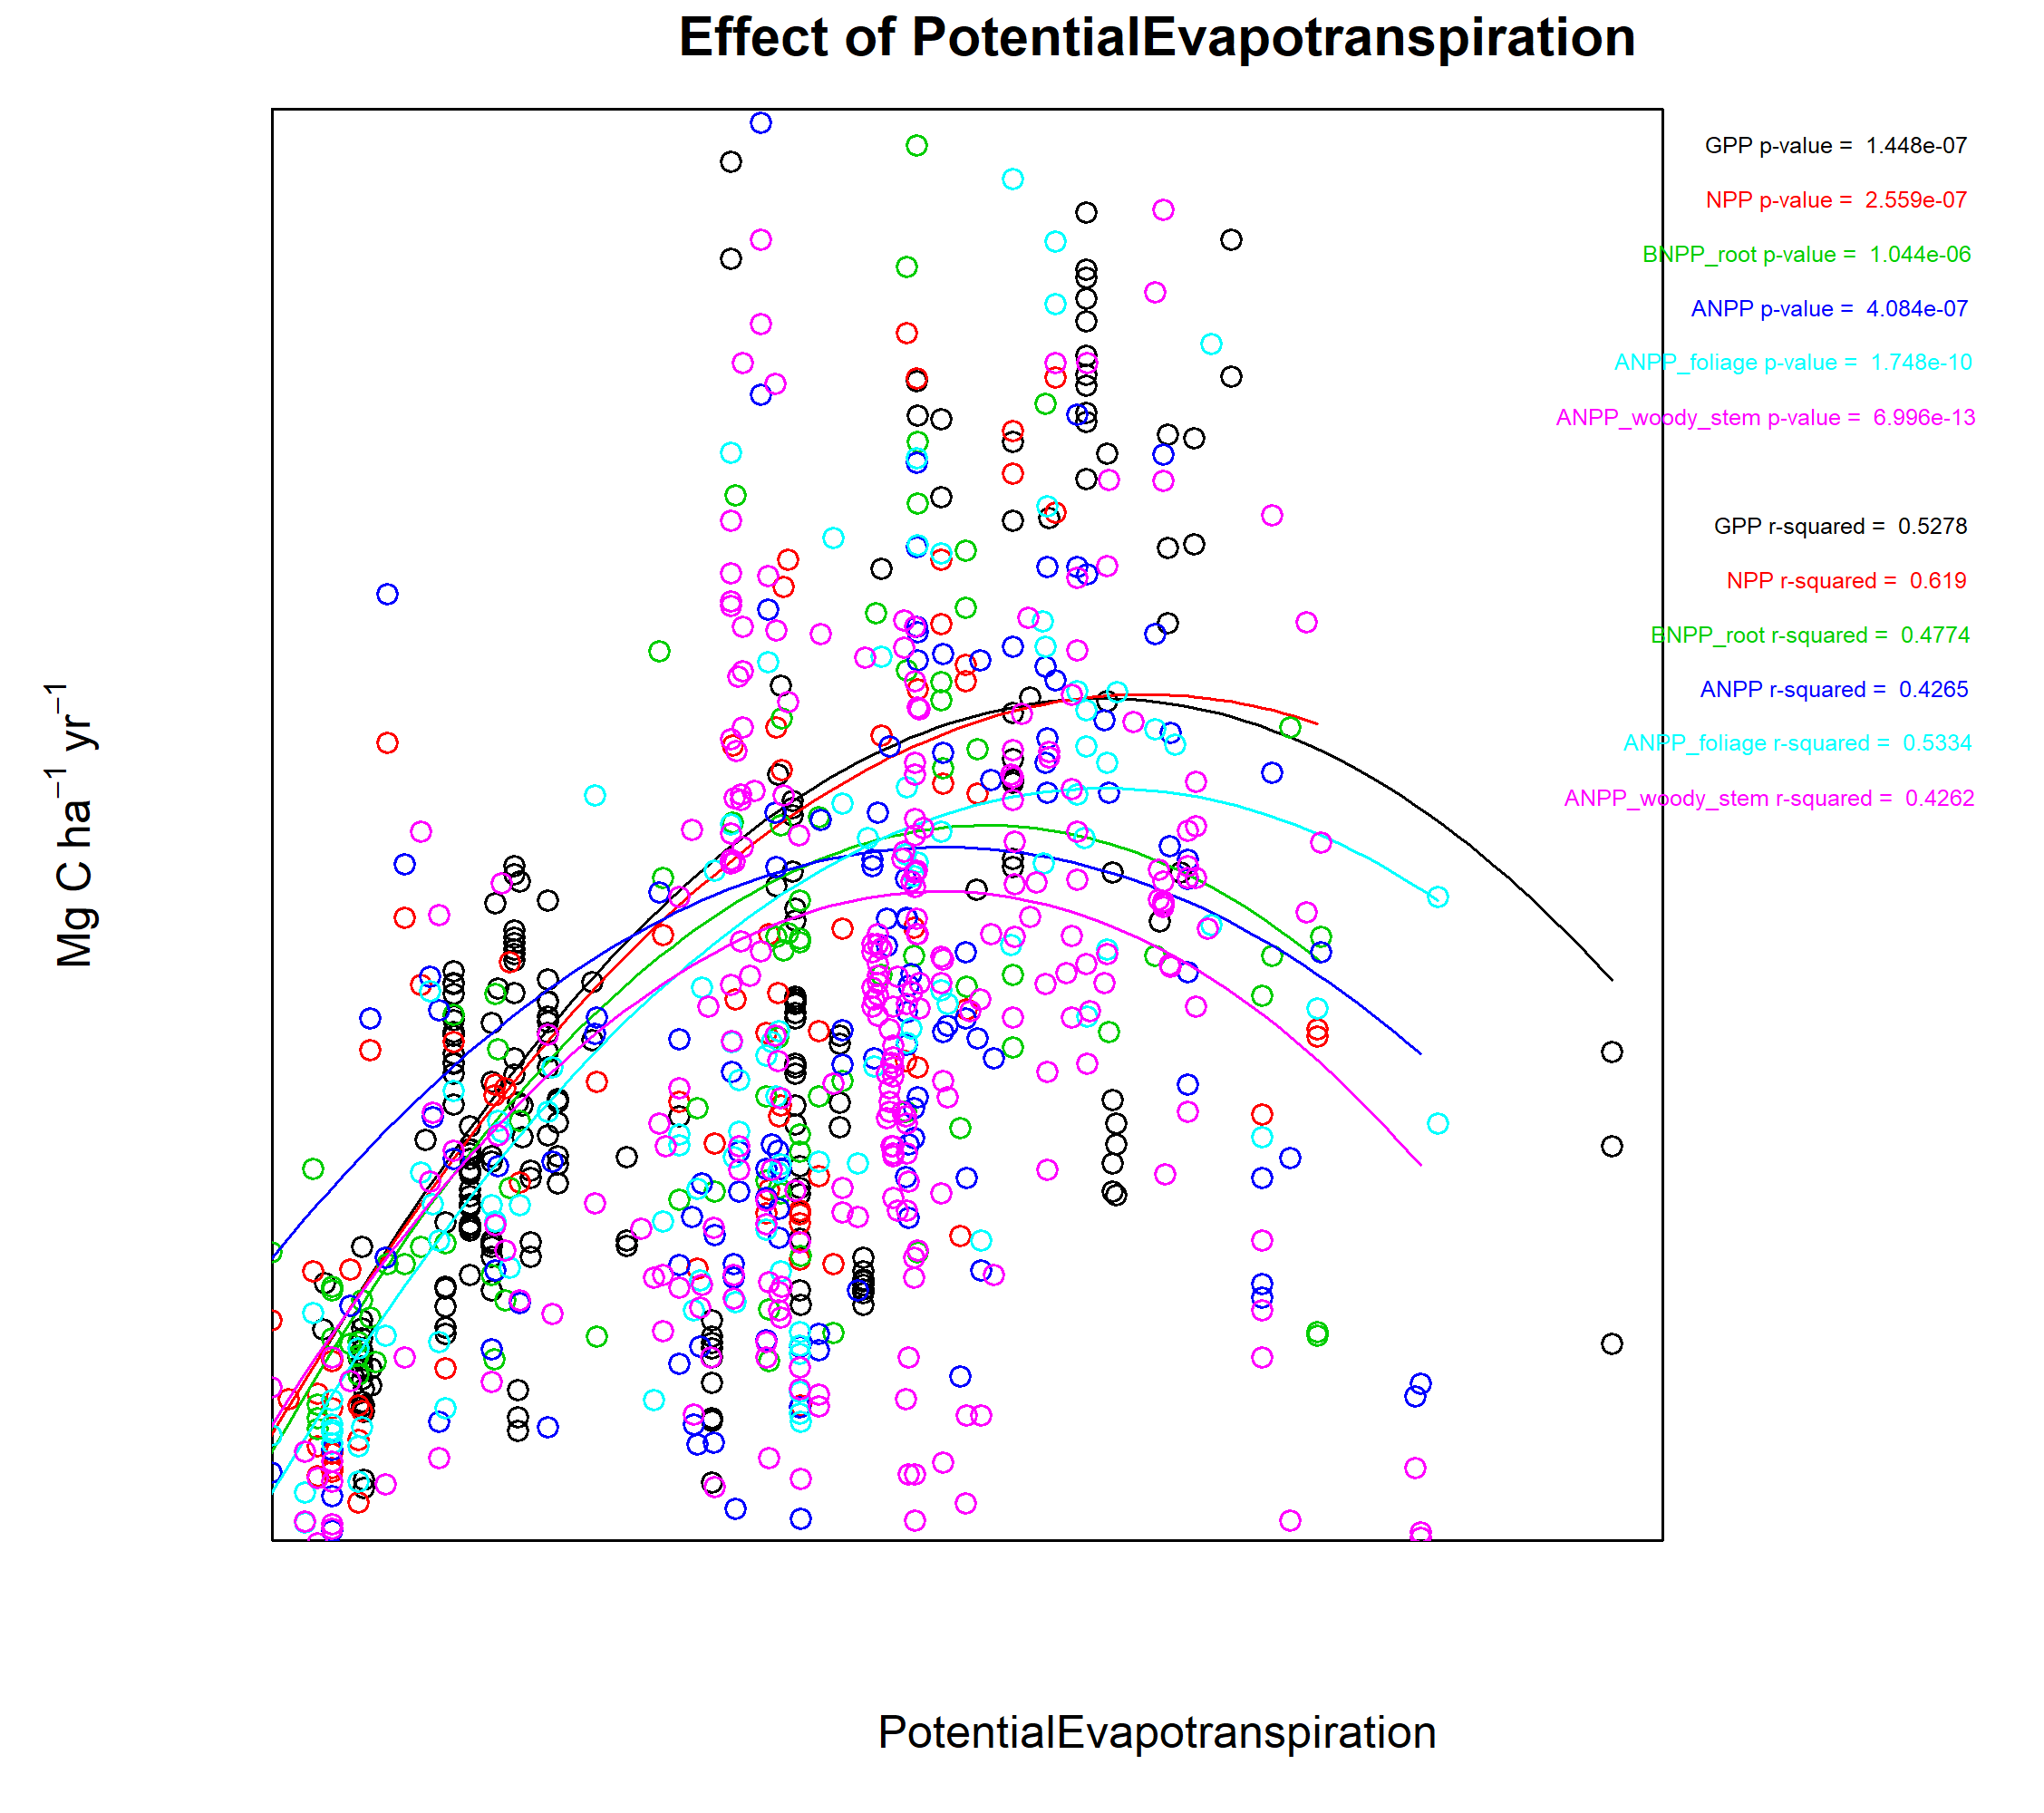 Effect of PotentialEvapotranspiration
Mg C ha⁻¹ yr⁻¹
GPP p-value = 1.448e-07
NPP p-value = 2.559e-07
BNPP_root p-value = 1.044e-06
ANPP p-value = 4.084e-07
ANPP_foliage p-value = 1.748e-10
ANPP_woody_stem p-value = 6.996e-13
GPP r-squared = 0.5278
NPP r-squared = 0.619
BNPP_root r-squared = 0.4774
ANPP r-squared = 0.4265
ANPP_foliage r-squared = 0.5334
ANPP_woody_stem r-squared = 0.4262
PotentialEvapotranspiration